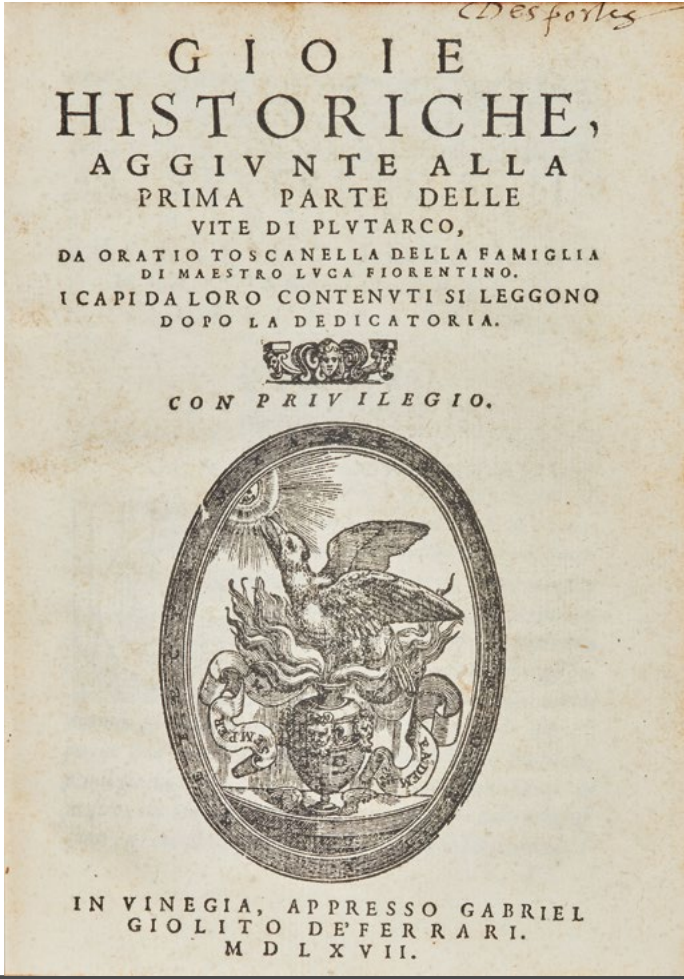 CDesportes
GIOIE
HISTORICHE,
AGGIVNTE ALLA
PRIMA PARTE DELLE
VITE DI PLVTARCO,
DA ORATIO TOSCANELLA DELLA FAMIGLIA
DI MAESTRO LVCA FIORENTINO.
I CAPI DA LORO CONTENVTI SI LEGGONO
DOPO LA DEDICATORIA.
CON PRIVILEGIO.
SEMPER
EADEM
IN VINEGIA, APPRESSO GABRIEL
GIOLITO DE'FERRARI.
MDLXVII.